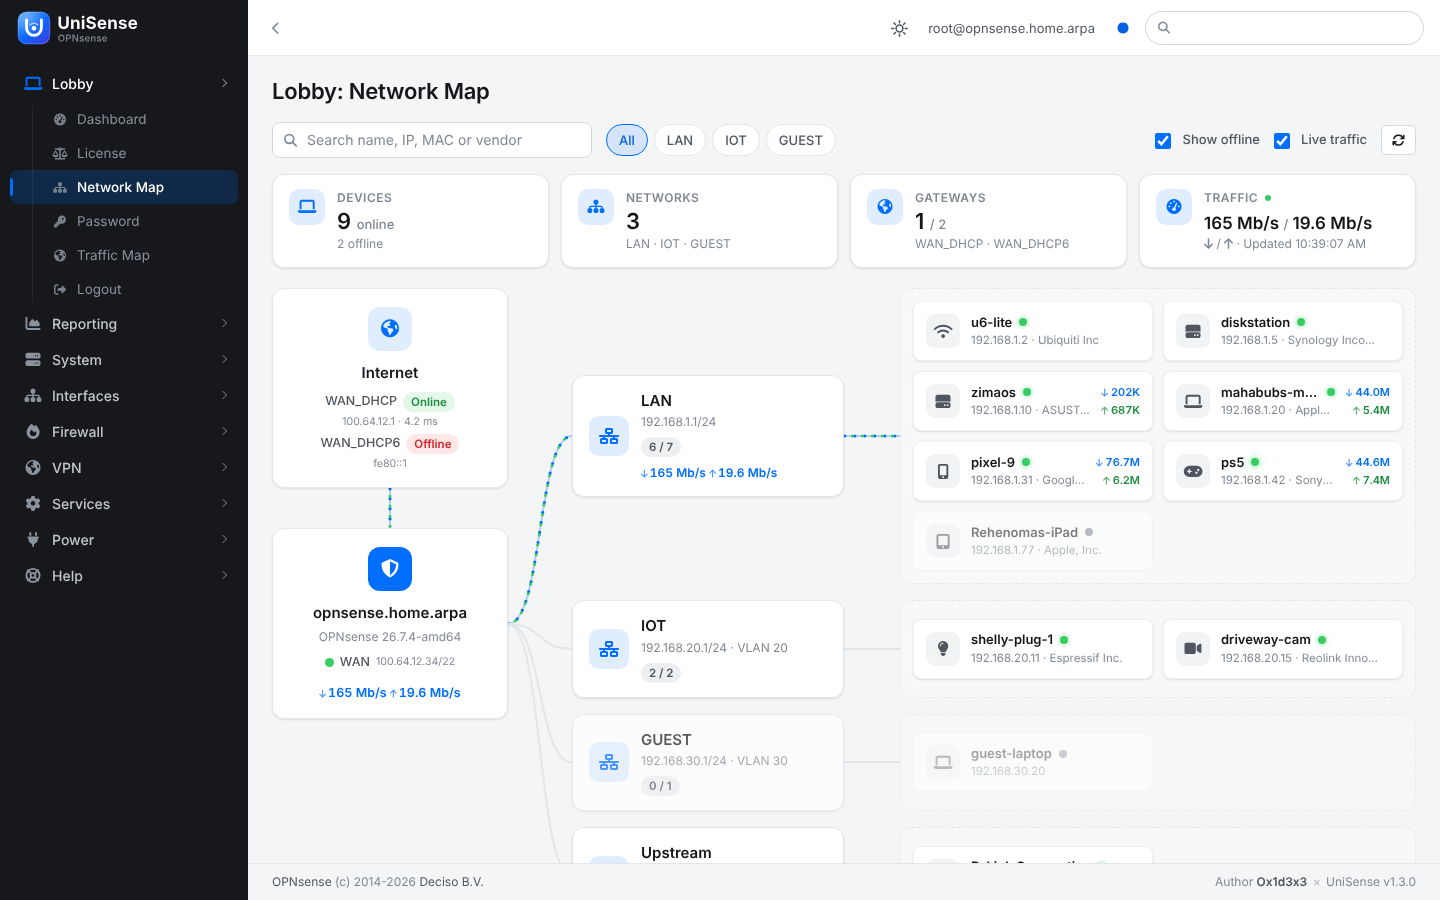 UniSense
OPNsense
Lobby
Dashboard
License
Network Map
Password
Traffic Map
Logout
Reporting
System
Interfaces
Firewall
VPN
Services
Power
Help
root@opnsense.home.arpa
Lobby: Network Map
Search name, IP, MAC or vendor
All
LAN
IOT
GUEST
Show offline
Live traffic
DEVICES
9 online
2 offline
NETWORKS
3
LAN · IOT · GUEST
GATEWAYS
1 / 2
WAN_DHCP · WAN_DHCP6
TRAFFIC
165 Mb/s / 19.6 Mb/s
↓ / ↑ · Updated 10:39:07 AM
Internet
WAN_DHCP Online
100.64.12.1 · 4.2 ms
WAN_DHCP6 Offline
fe80::1
opnsense.home.arpa
OPNsense 26.7.4-amd64
WAN 100.64.12.34/22
↓165 Mb/s ↑19.6 Mb/s
LAN
192.168.1.1/24
6 / 7
↓165 Mb/s ↑19.6 Mb/s
u6-lite
192.168.1.2 · Ubiquiti Inc
diskstation
192.168.1.5 · Synology Inco...
zimaos ↓ 202K
192.168.1.10 · ASUST... ↑ 687K
mahabubs-m... ↓ 44.0M
192.168.1.20 · Appl... ↑ 5.4M
pixel-9 ↓ 76.7M
192.168.1.31 · Googl... ↑ 6.2M
ps5 ↓ 44.6M
192.168.1.42 · Sony... ↑ 7.4M
Rehenomas-iPad
192.168.1.77 · Apple, Inc.
IOT
192.168.20.1/24 · VLAN 20
2 / 2
shelly-plug-1
192.168.20.11 · Espressif Inc.
driveway-cam
192.168.20.15 · Reolink Inno...
GUEST
192.168.30.1/24 · VLAN 30
0 / 1
guest-laptop
192.168.30.20
Upstream
OPNsense (c) 2014-2026 Deciso B.V.
Author 0x1d3x3 × UniSense v1.3.0